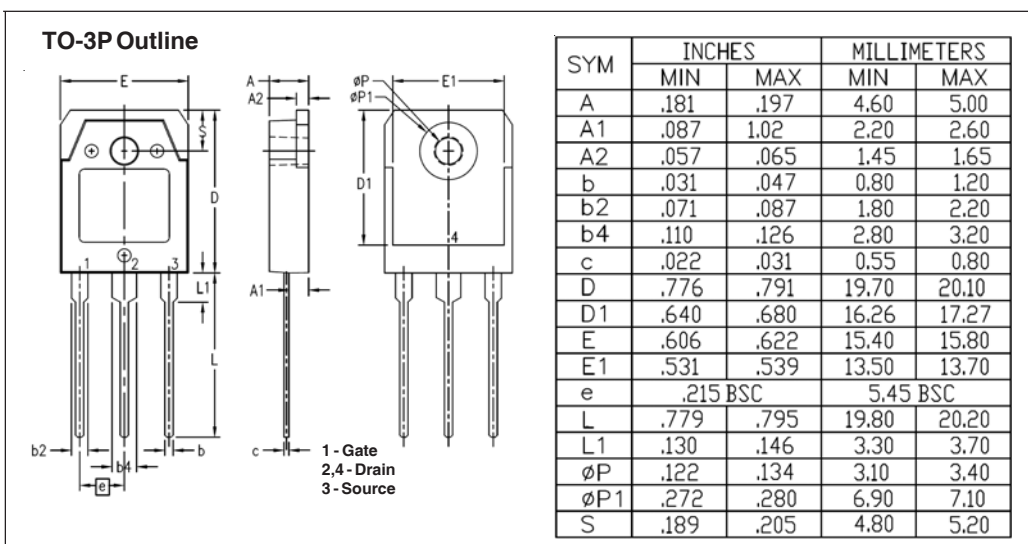 TO-3P Outline
E
A
A2
øP
øP1
E1
S
D
D1
1
2
3
4
L1
A1
L
b2
b4
b
c
e
1 - Gate
2,4 - Drain
3 - Source
SYM INCHES MILLIMETERS
MIN MAX MIN MAX
A .181 .197 4.60 5.00
A1 .087 1.02 2.20 2.60
A2 .057 .065 1.45 1.65
b .031 .047 0.80 1.20
b2 .071 .087 1.80 2.20
b4 .110 .126 2.80 3.20
c .022 .031 0.55 0.80
D .776 .791 19.70 20.10
D1 .640 .680 16.26 17.27
E .606 .622 15.40 15.80
E1 .531 .539 13.50 13.70
e .215 BSC 5.45 BSC
L .779 .795 19.80 20.20
L1 .130 .146 3.30 3.70
øP .122 .134 3.10 3.40
øP1 .272 .280 6.90 7.10
S .189 .205 4.80 5.20